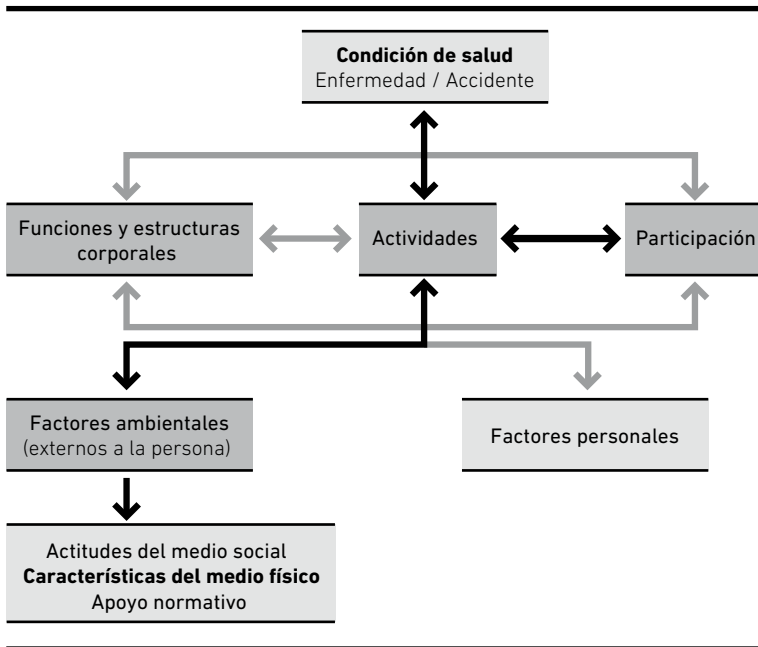 Condición de salud
Enfermedad / Accidente
Funciones y estructuras
corporales
Actividades
Participación
Factores ambientales
(externos a la persona)
Factores personales
Actitudes del medio social
Características del medio físico
Apoyo normativo